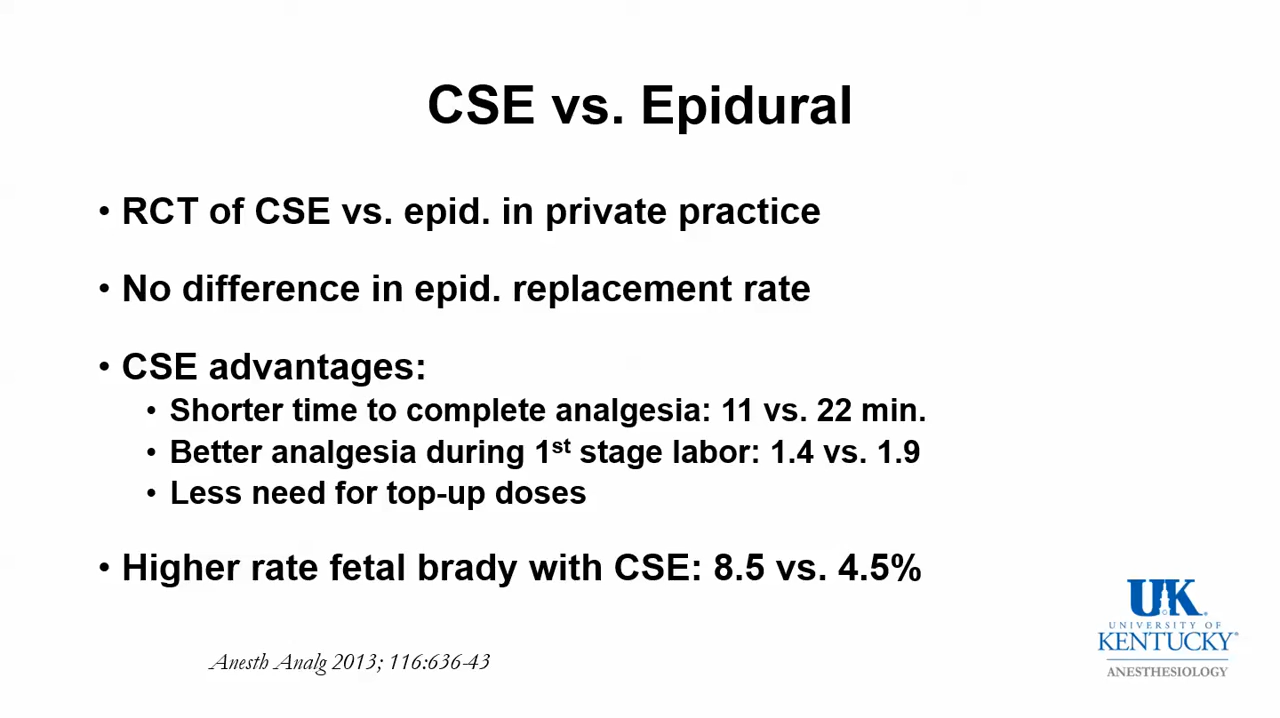 CSE vs. Epidural
• RCT of CSE vs. epid. in private practice
• No difference in epid. replacement rate
• CSE advantages:
• Shorter time to complete analgesia: 11 vs. 22 min.
• Better analgesia during 1st stage labor: 1.4 vs. 1.9
• Less need for top-up doses
• Higher rate fetal brady with CSE: 8.5 vs. 4.5%
Anesth Analg 2013; 116:636-43
UK
UNIVERSITY OF
KENTUCKY
ANESTHESIOLOGY